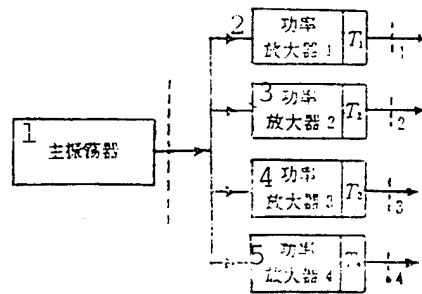 2 功率
放大器1 T₁
1
3 功率
放大器2 T₂
2
1
主振荡器
4 功率
放大器3 T₂
3
5 功率
放大器4
4